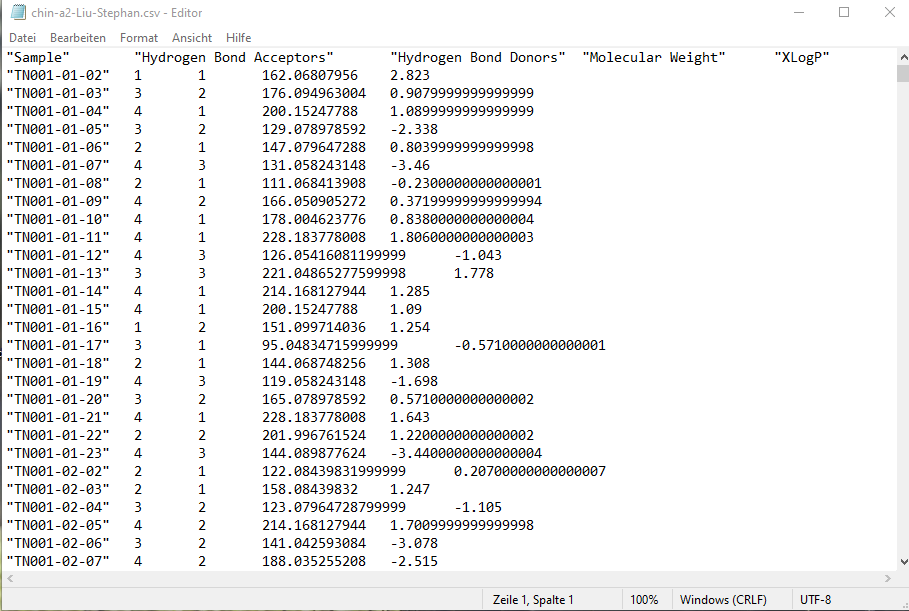 chin-a2-Liu-Stephan.csv - Editor
Datei Bearbeiten Format Ansicht Hilfe
"Sample" "Hydrogen Bond Acceptors" "Hydrogen Bond Donors" "Molecular Weight" "XLogP"
"TN001-01-02" 1 1 162.06807956 2.823
"TN001-01-03" 3 2 176.094963004 0.9079999999999999
"TN001-01-04" 4 1 200.15247788 1.0899999999999999
"TN001-01-05" 3 2 129.078978592 -2.338
"TN001-01-06" 2 1 147.079647288 0.8039999999999998
"TN001-01-07" 4 3 131.058243148 -3.46
"TN001-01-08" 2 1 111.068413908 -0.2300000000000001
"TN001-01-09" 4 2 166.050905272 0.37199999999999994
"TN001-01-10" 4 1 178.004623776 0.8380000000000004
"TN001-01-11" 4 1 228.183778008 1.8060000000000003
"TN001-01-12" 4 3 126.05416081199999 -1.043
"TN001-01-13" 3 3 221.04865277599998 1.778
"TN001-01-14" 4 1 214.168127944 1.285
"TN001-01-15" 4 1 200.15247788 1.09
"TN001-01-16" 1 2 151.099714036 1.254
"TN001-01-17" 3 1 95.04834715999999 -0.5710000000000001
"TN001-01-18" 2 1 144.068748256 1.308
"TN001-01-19" 4 3 119.058243148 -1.698
"TN001-01-20" 3 2 165.078978592 0.5710000000000002
"TN001-01-21" 4 1 228.183778008 1.643
"TN001-01-22" 2 2 201.996761524 1.2200000000000002
"TN001-01-23" 4 3 144.089877624 -3.4400000000000004
"TN001-02-02" 2 1 122.08439831999999 0.20700000000000007
"TN001-02-03" 2 1 158.08439832 1.247
"TN001-02-04" 3 2 123.07964728799999 -1.105
"TN001-02-05" 4 2 214.168127944 1.7009999999999998
"TN001-02-06" 3 2 141.042593084 -3.078
"TN001-02-07" 4 2 188.035255208 -2.515
Zeile 1, Spalte 1 100% Windows (CRLF) UTF-8